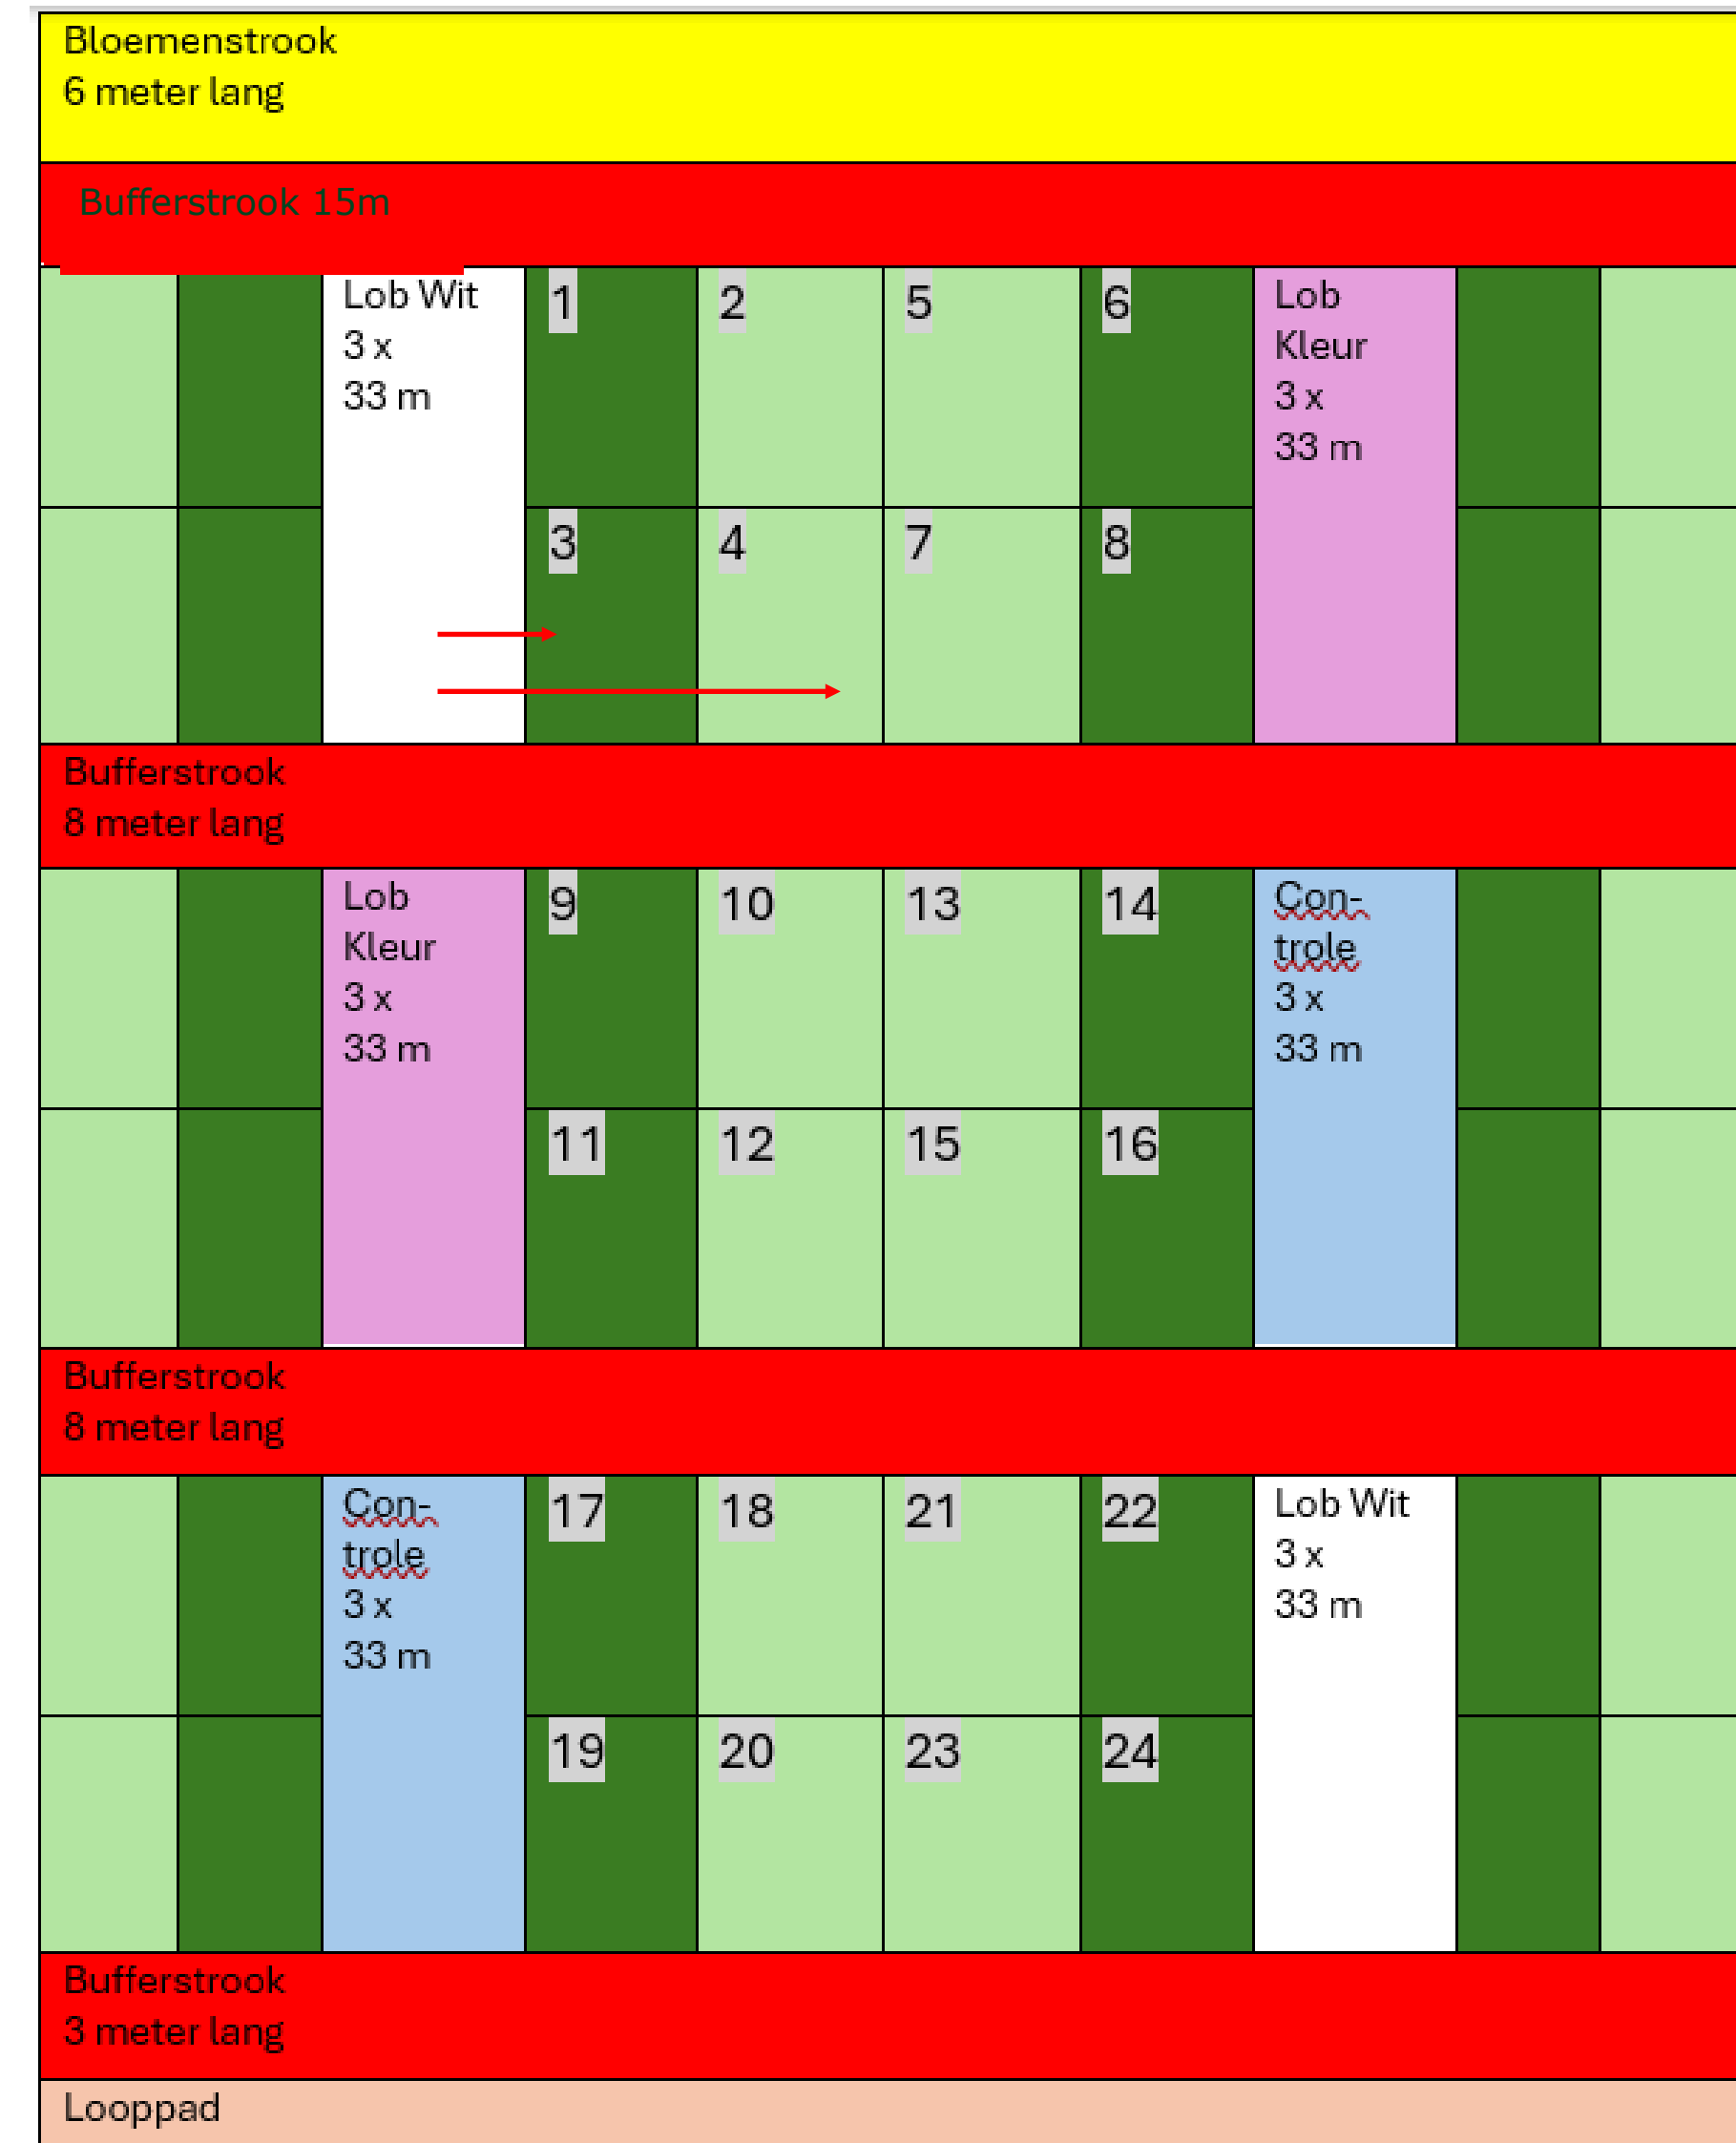 Bloemenstrook
6 meter lang
Bufferstrook 15m
Lob Wit
3 x
33 m
1
2
5
6
Lob
Kleur
3 x
33 m
3
4
7
8
Bufferstrook
8 meter lang
Lob
Kleur
3 x
33 m
9
10
13
14
Con-
trole
3 x
33 m
11
12
15
16
Bufferstrook
8 meter lang
Con-
trole
3 x
33 m
17
18
21
22
Lob Wit
3 x
33 m
19
20
23
24
Bufferstrook
3 meter lang
Looppad